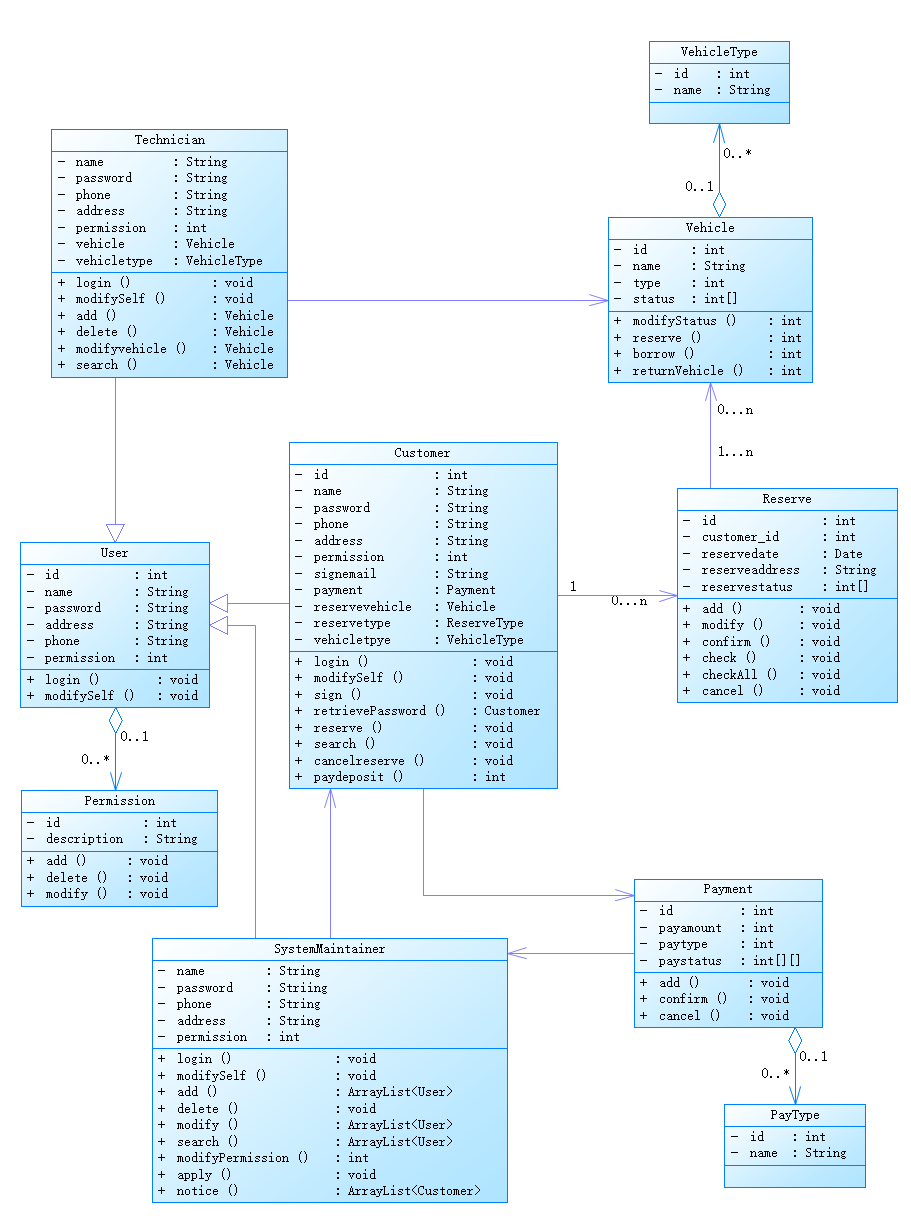 VehicleType
- id : int
- name : String
0..*
0..1
Technician
- name : String
- password : String
- phone : String
- address : String
- permission : int
- vehicle : Vehicle
- vehicletype : VehicleType
+ login () : void
+ modifySelf () : void
+ add () : Vehicle
+ delete () : Vehicle
+ modifyvehicle () : Vehicle
+ search () : Vehicle
Vehicle
- id : int
- name : String
- type : int
- status : int[]
+ modifyStatus () : int
+ reserve () : int
+ borrow () : int
+ returnVehicle () : int
0...n
1...n
Customer
- id : int
- name : String
- password : String
- phone : String
- address : String
- permission : int
- signemail : String
- payment : Payment
- reservevehicle : Vehicle
- reservetype : ReserveType
- vehicletpye : VehicleType
+ login () : void
+ modifySelf () : void
+ sign () : void
+ retrievePassword () : Customer
+ reserve () : void
+ search () : void
+ cancelreserve () : void
+ paydeposit () : int
1
0...n
Reserve
- id : int
- customer_id : int
- reservedate : Date
- reserveaddress : String
- reservestatus : int[]
+ add () : void
+ modify () : void
+ confirm () : void
+ check () : void
+ checkAll () : void
+ cancel () : void
User
- id : int
- name : String
- password : String
- address : String
- phone : String
- permission : int
+ login () : void
+ modifySelf () : void
0..1
0..*
Permission
- id : int
- description : String
+ add () : void
+ delete () : void
+ modify () : void
Payment
- id : int
- payamount : int
- paytype : int
- paystatus : int[][]
+ add () : void
+ confirm () : void
+ cancel () : void
0..1
0..*
SystemMaintainer
- name : String
- password : Striing
- phone : String
- address : String
- permission : int
+ login () : void
+ modifySelf () : void
+ add () : ArrayList<User>
+ delete () : void
+ modify () : ArrayList<User>
+ search () : ArrayList<User>
+ modifyPermission () : int
+ apply () : void
+ notice () : ArrayList<Customer>
PayType
- id : int
- name : String